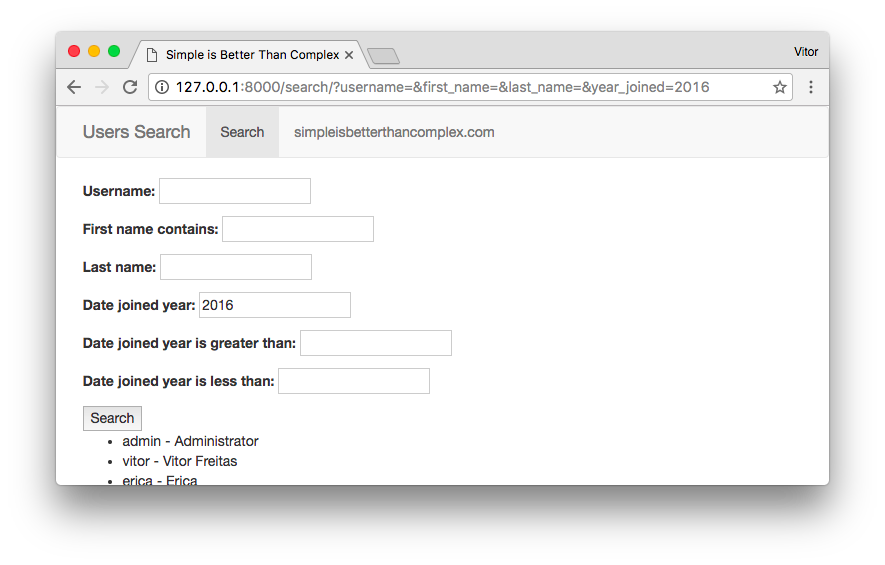 Simple is Better Than Complex
Vitor
127.0.0.1:8000/search/?username=&first_name=&last_name=&year_joined=2016
Users Search Search simpleisbetterthancomplex.com
Username:
First name contains:
Last name:
Date joined year: 2016
Date joined year is greater than:
Date joined year is less than:
Search
• admin - Administrator
• vitor - Vitor Freitas
• erica - Erica